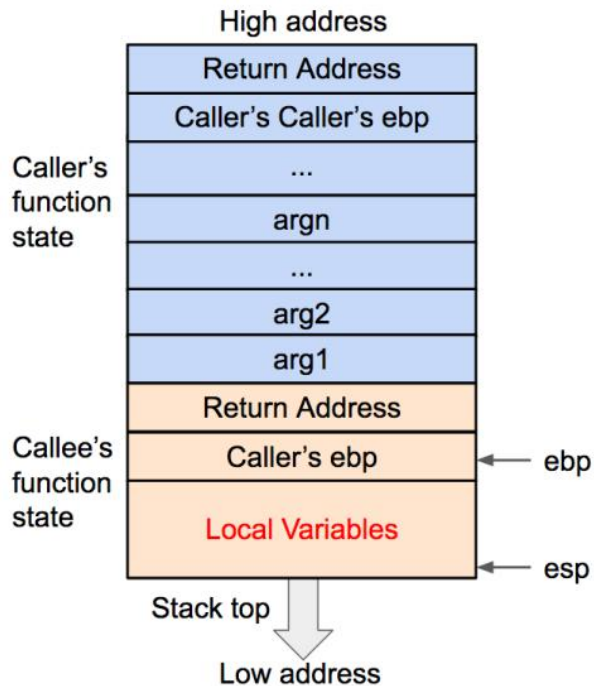 High address
Return Address
Caller's Caller's ebp
...
Caller's
function
state
argn
...
arg2
arg1
Return Address
Callee's
function
state
Caller's ebp
ebp
Local Variables
esp
Stack top
Low address